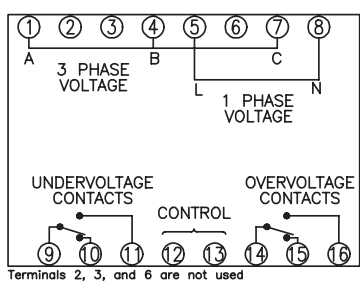 1 2 3 4 5 6 7 8
A B C
3 PHASE
VOLTAGE
L N
1 PHASE
VOLTAGE
UNDERVOLTAGE
CONTACTS
OVERVOLTAGE
CONTACTS
CONTROL
9 10 11 12 13 14 15 16
Terminals 2, 3, and 6 are not used